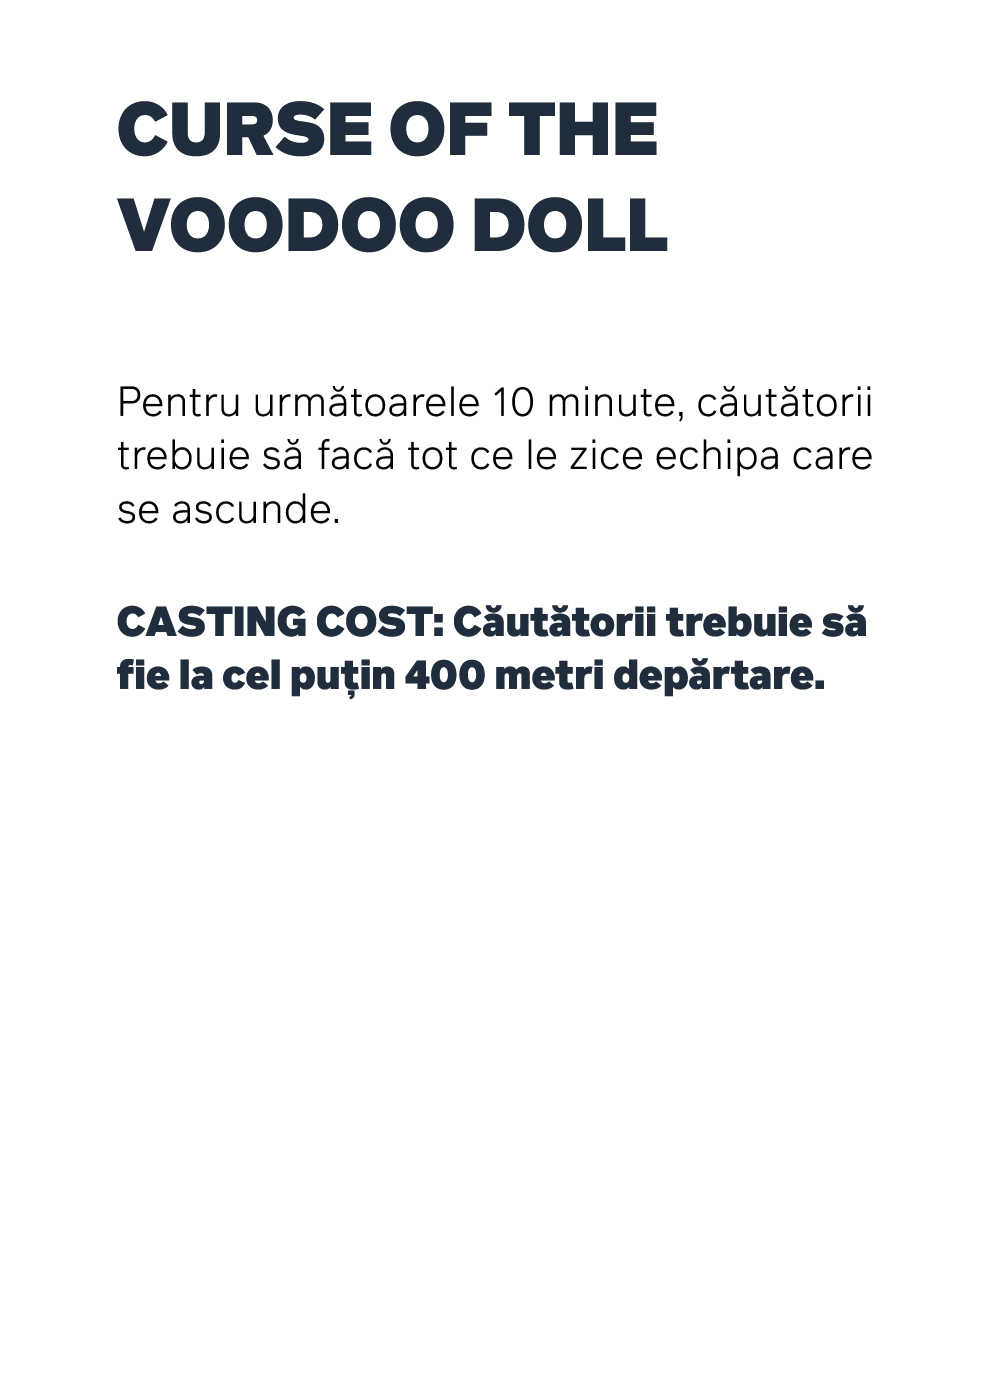 CURSE OF THE
VOODOO DOLL
Pentru următoarele 10 minute, căutătorii
trebuie să facă tot ce le zice echipa care
se ascunde.
CASTING COST: Căutătorii trebuie să
fie la cel puțin 400 metri depărtare.